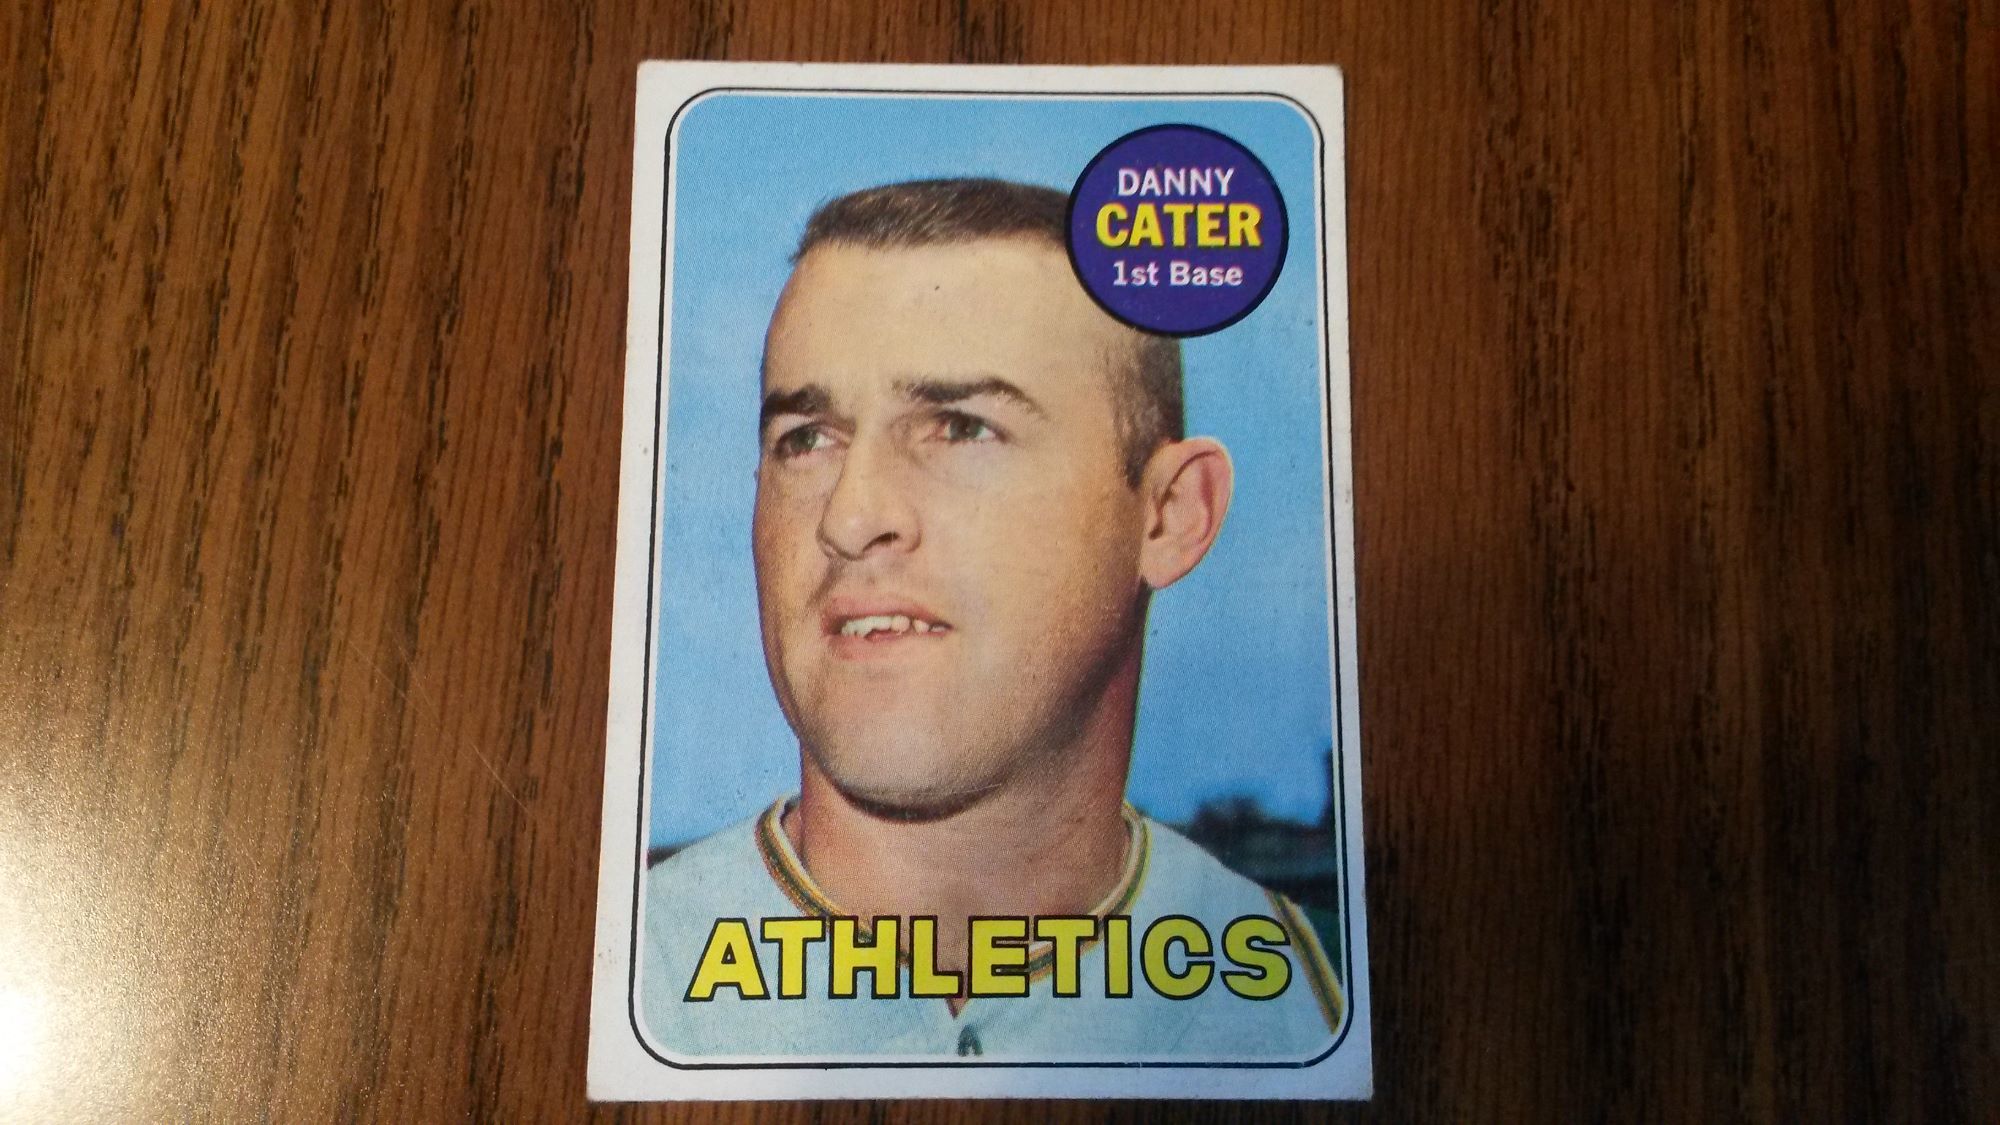 DANNY
CATER
1st Base
ATHLETICS
A